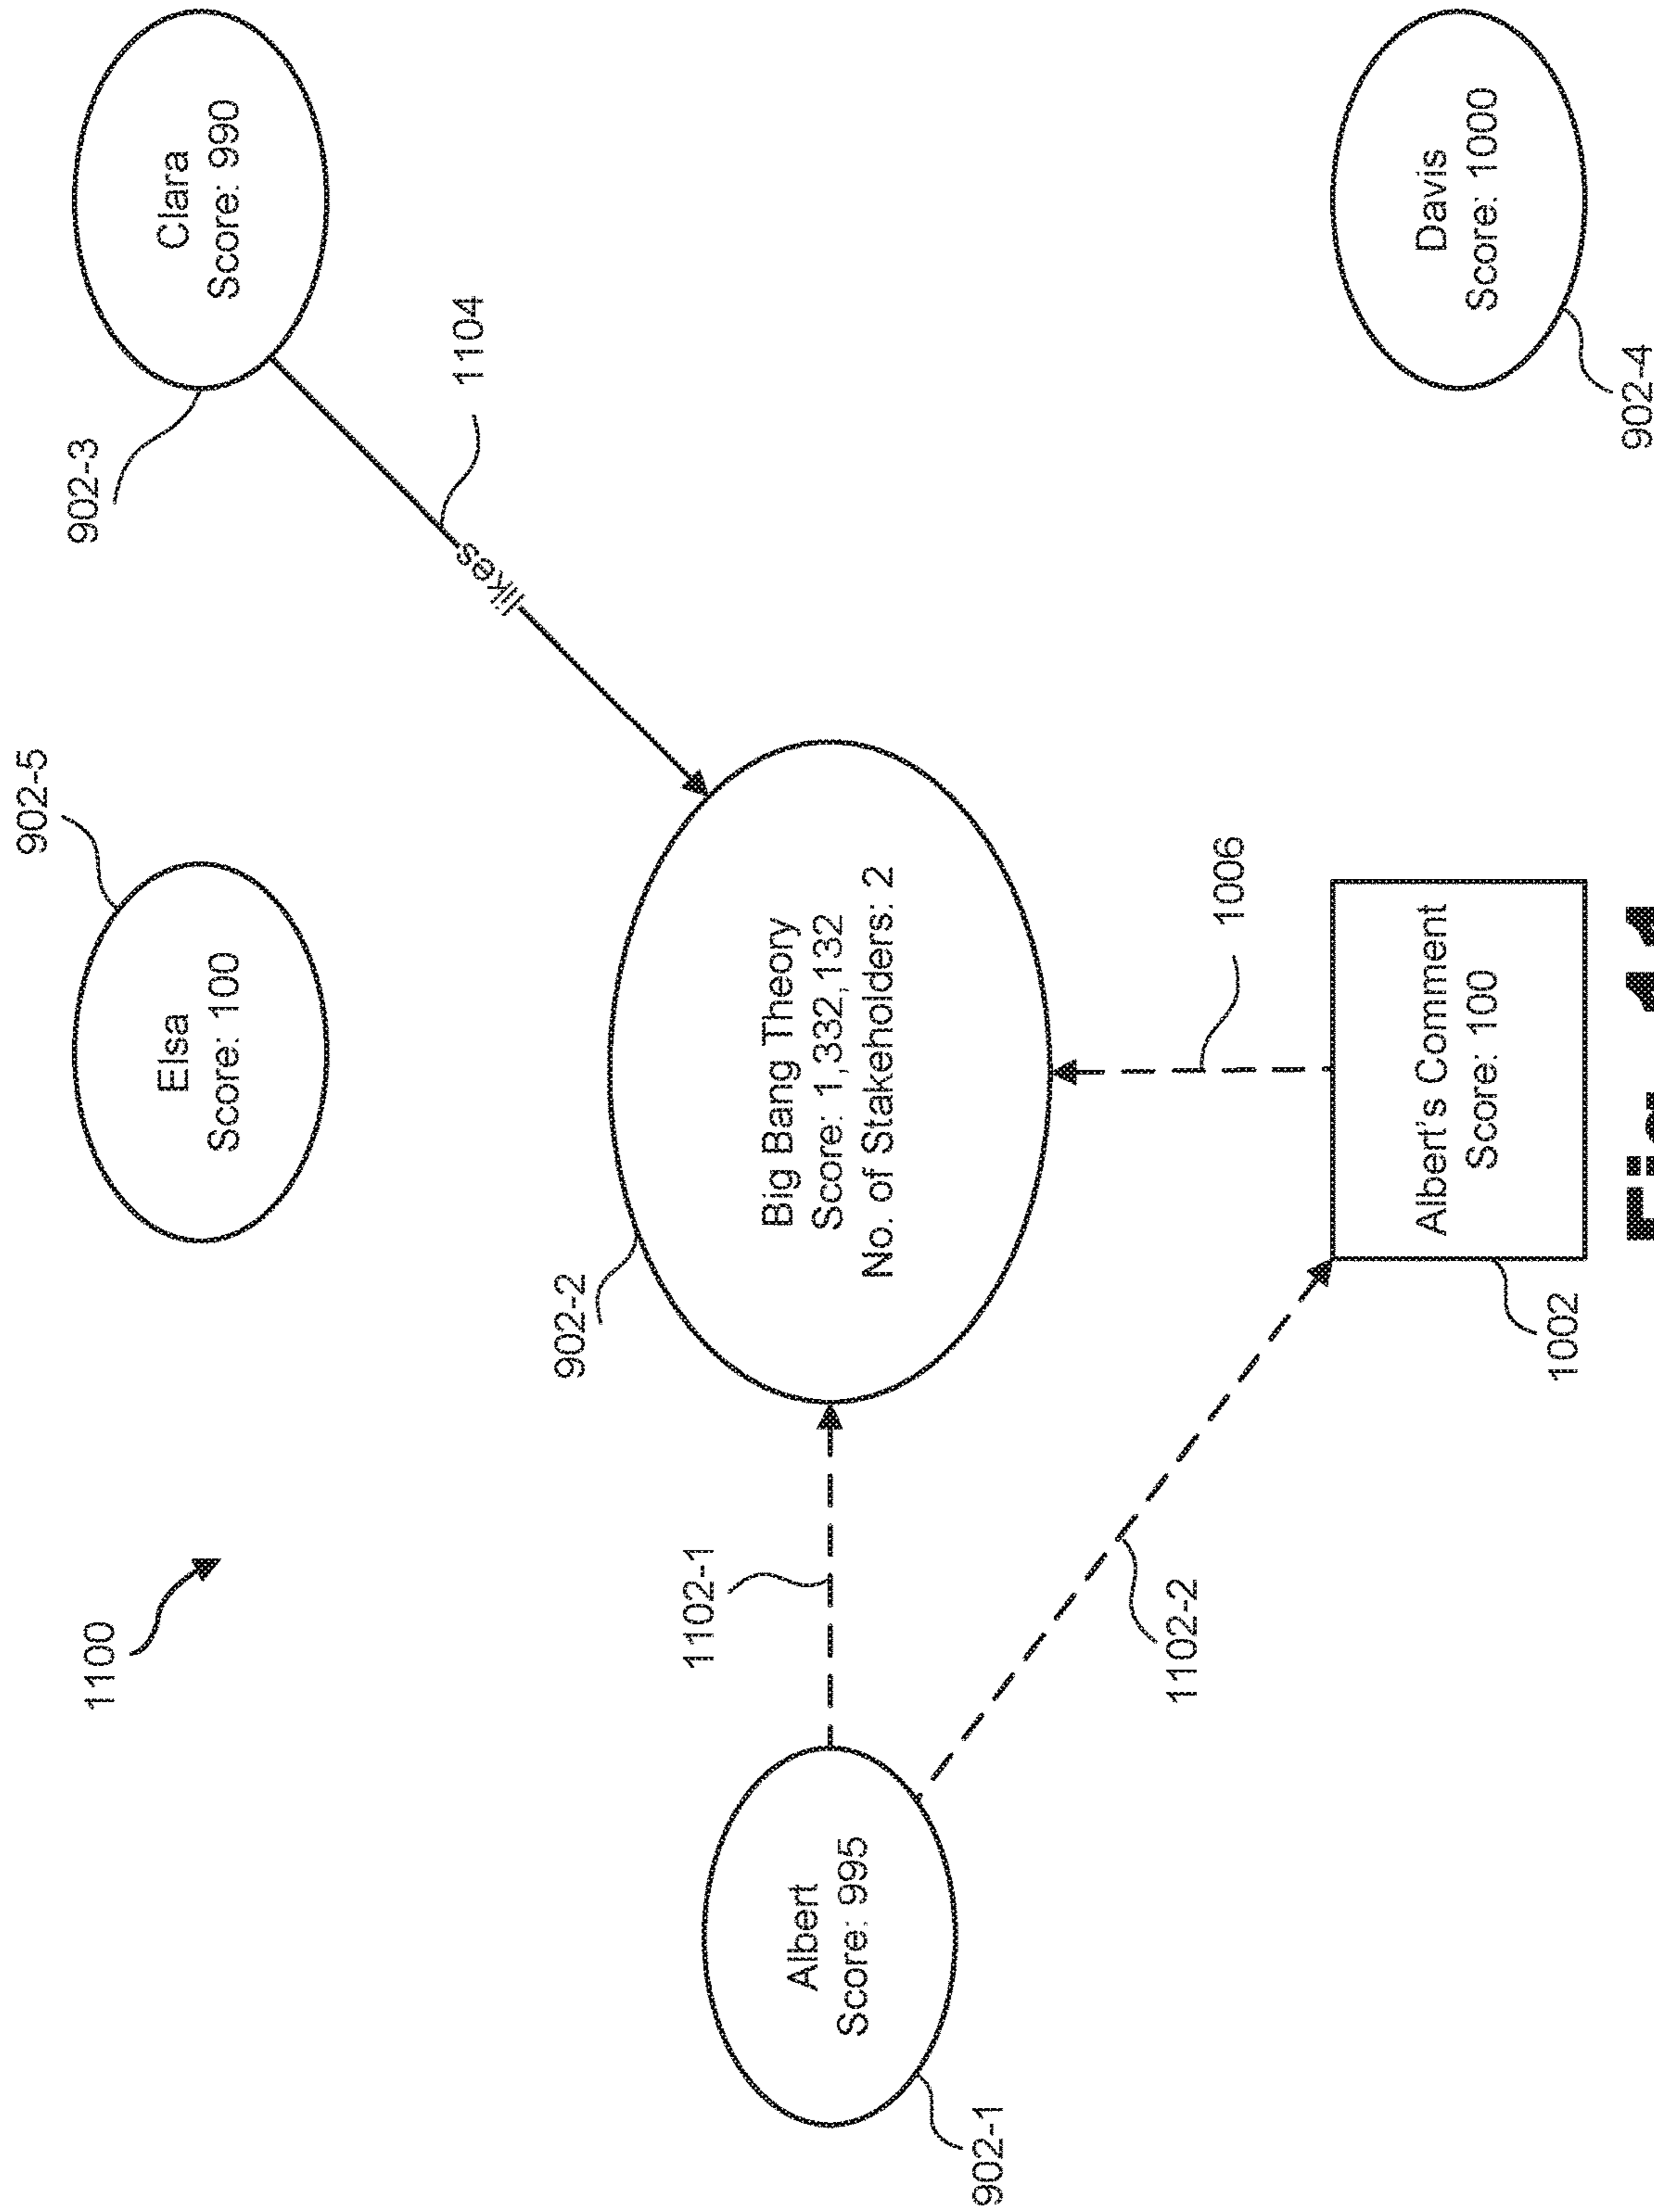 1100
902-5
Elsa
Score: 100
902-3
Clara
Score: 990
likes
1104
902-2
Big Bang Theory
Score: 1,332,132
No. of Stakeholders: 2
1102-1
Albert
Score: 995
902-1
1102-2
1006
Albert's Comment
Score: 100
1002
Davis
Score: 1000
902-4